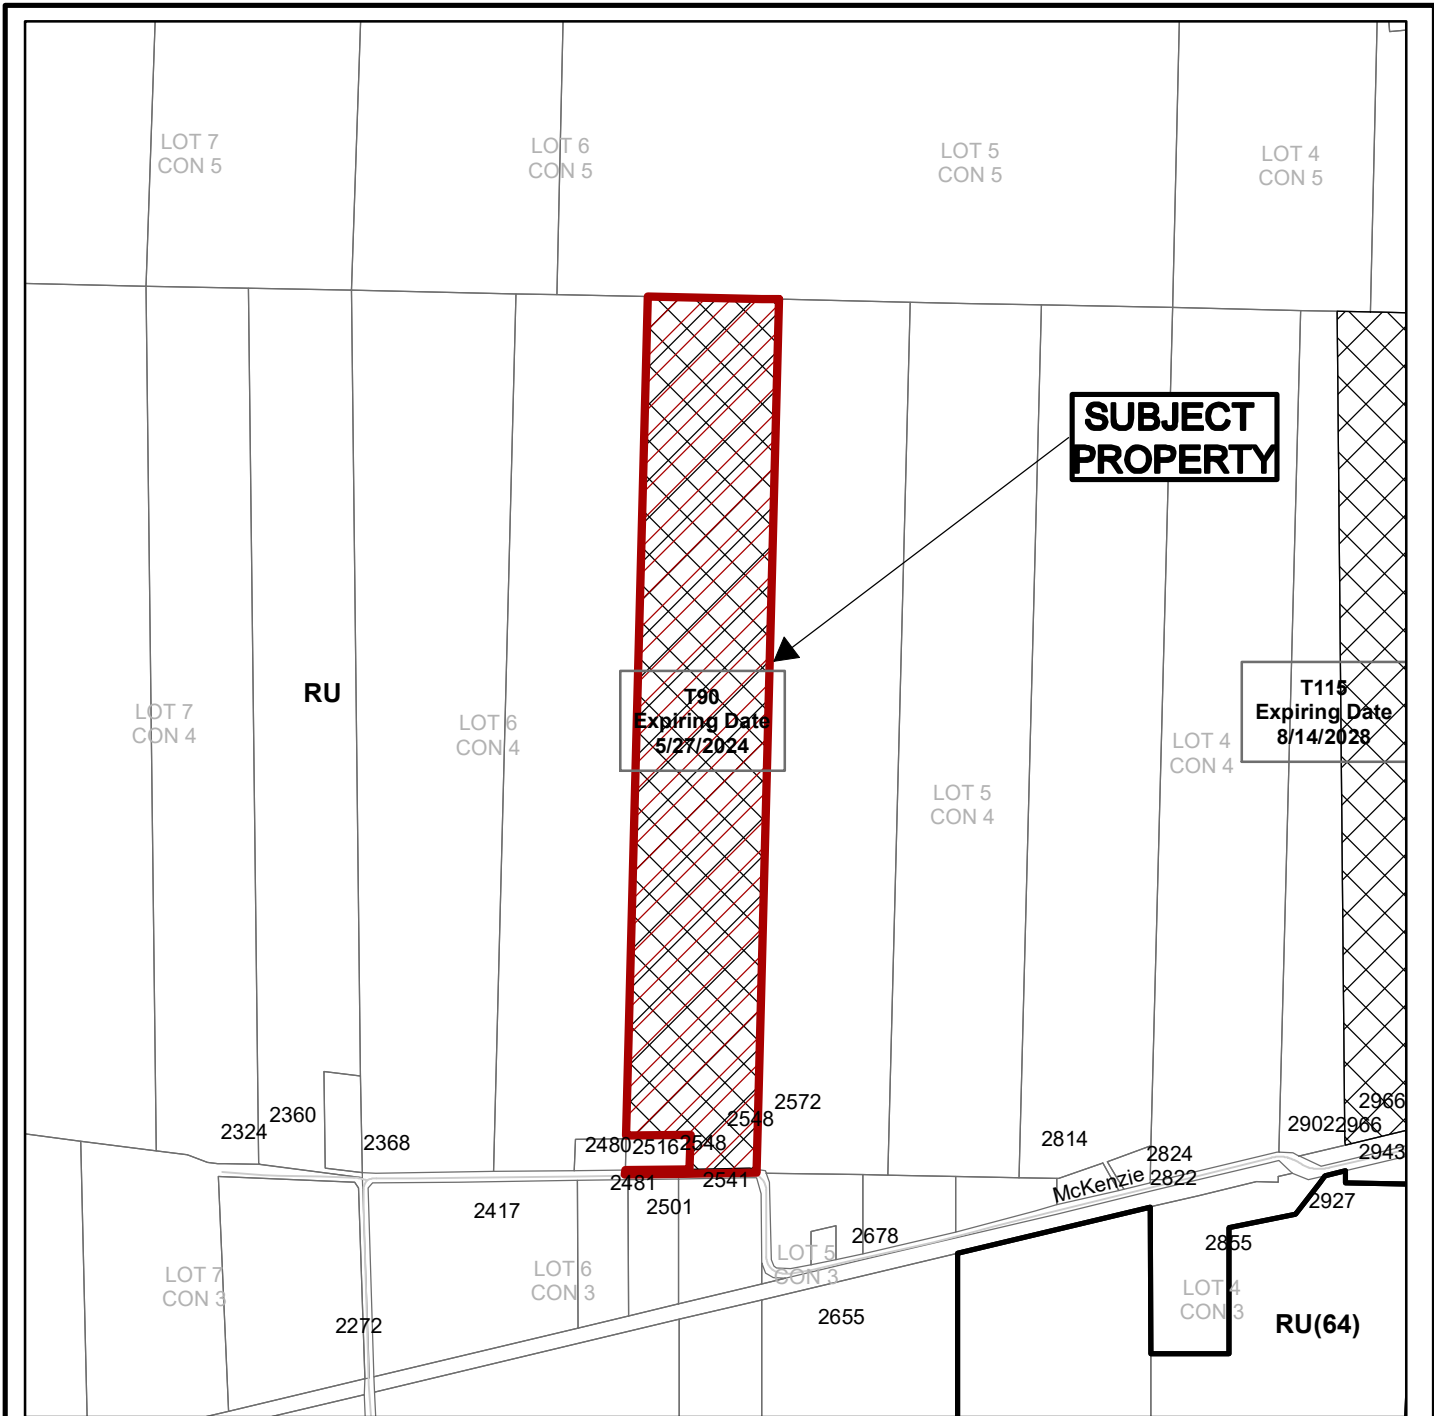 LOT 7
CON 5
LOT 6
CON 5
LOT 5
CON 5
LOT 4
CON 5
SUBJECT
PROPERTY
RU
LOT 7
CON 4
LOT 6
CON 4
T90
Expiring Date
5/27/2024
LOT 5
CON 4
LOT 4
CON 4
T115
Expiring Date
8/14/2028
2324
2360
2368
2480
2516
2548
2548
2572
2814
2824
2822
2902
2966
2966
2943
2927
McKenzie
2481
2541
2501
2417
2678
2855
LOT 7
CON 3
LOT 6
CON 3
LOT 5
CON 3
LOT 4
CON 3
2272
2655
RU(64)